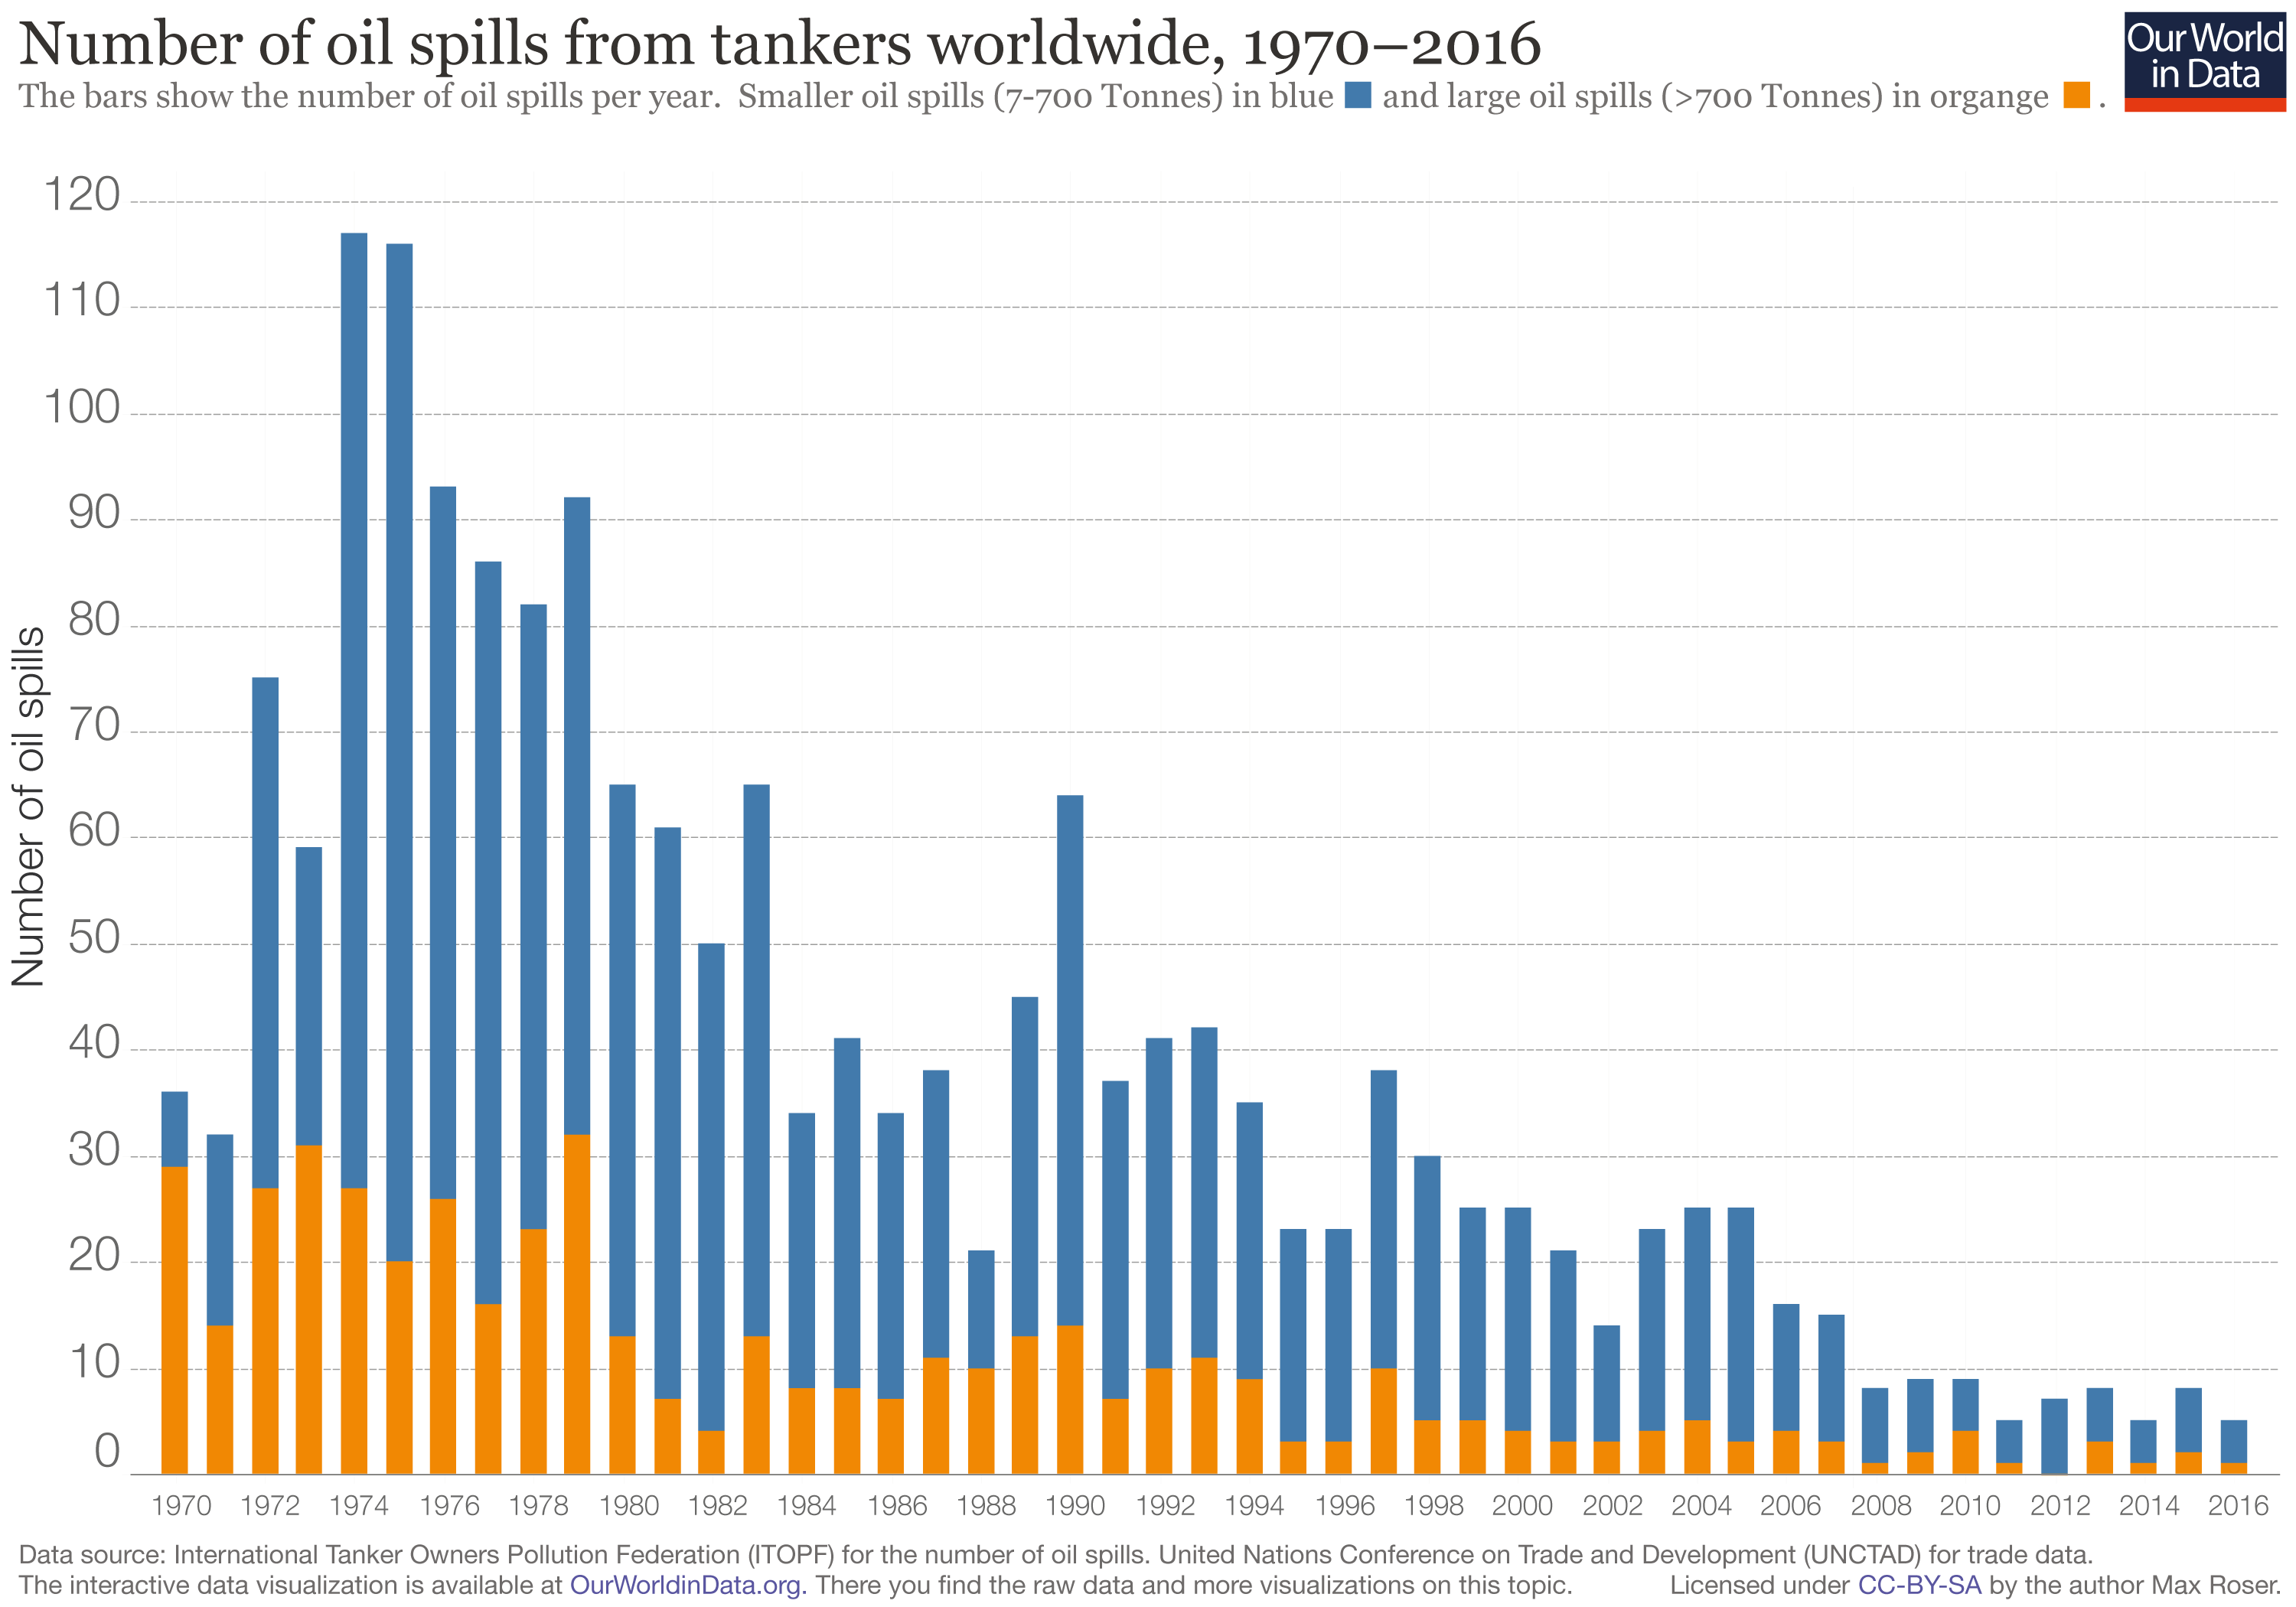 Number of oil spills from tankers worldwide, 1970–2016
The bars show the number of oil spills per year. Smaller oil spills (7-700 Tonnes) in blue and large oil spills (>700 Tonnes) in organge .
Our World
in Data
120
110
100
90
80
70
60
50
40
30
20
10
0
Number of oil spills
1970 1972 1974 1976 1978 1980 1982 1984 1986 1988 1990 1992 1994 1996 1998 2000 2002 2004 2006 2008 2010 2012 2014 2016
Data source: International Tanker Owners Pollution Federation (ITOPF) for the number of oil spills. United Nations Conference on Trade and Development (UNCTAD) for trade data.
The interactive data visualization is available at OurWorldinData.org. There you find the raw data and more visualizations on this topic. Licensed under CC-BY-SA by the author Max Roser.